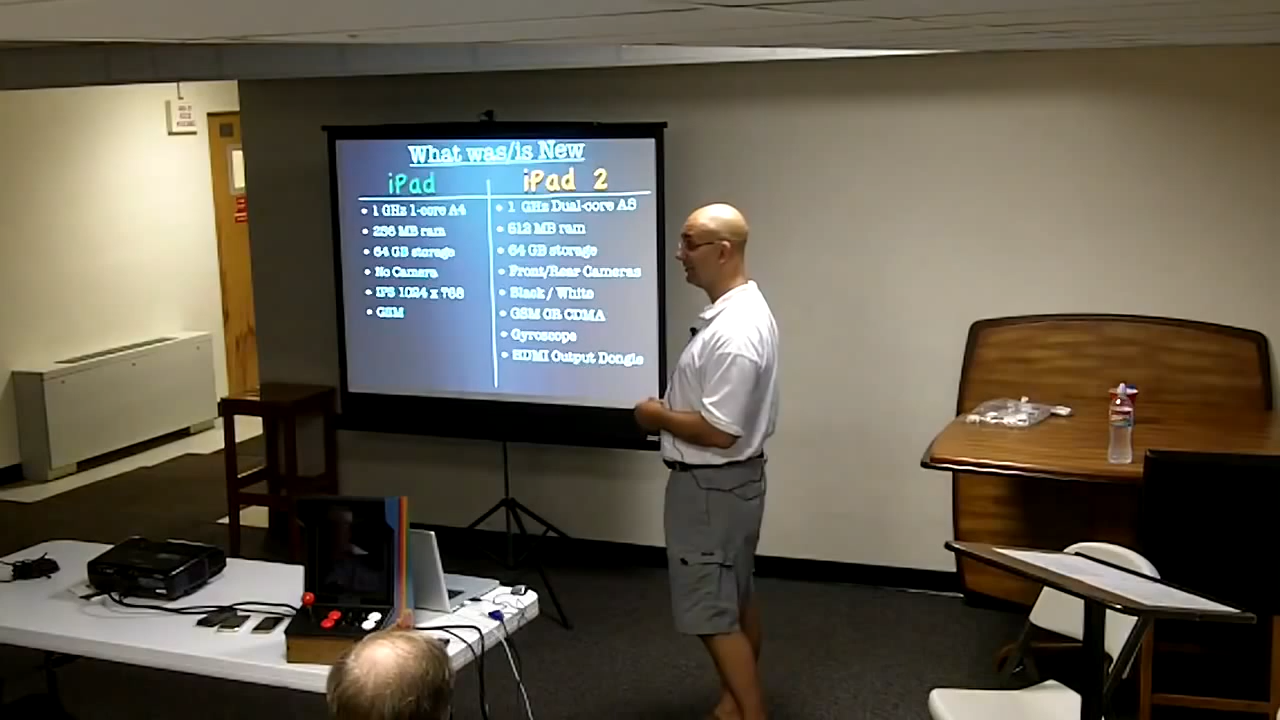 What was/is New
iPad
• 1 GHz 1-core A4
• 256 MB ram
• 64 GB storage
• No Camera
• IPS 1024 x 768
• GSM
iPad 2
• 1 GHz Dual-core A5
• 512 MB ram
• 64 GB storage
• Front/Rear Cameras
• Black / White
• GSM OR CDMA
• Gyroscope
• HDMI Output Dongle